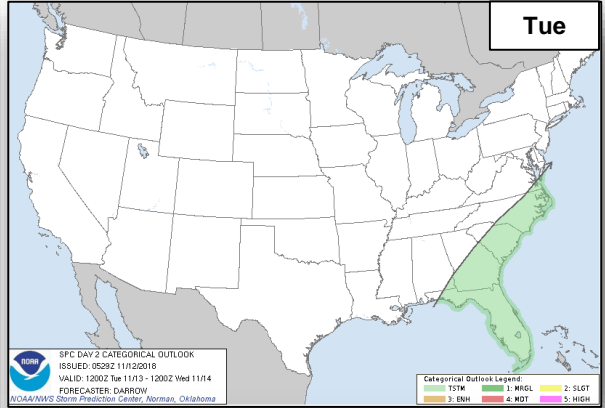 Tue
NOAA
SPC DAY 2 CATEGORICAL OUTLOOK
ISSUED: 0529Z 11/12/2018
VALID: 1200Z Tue 11/13 - 1200Z Wed 11/14
FORECASTER: DARROW
NOAA/NWS Storm Prediction Center, Norman, Oklahoma
Categorical Outlook Legend:
TSTM 1: MRGL 2: SLGT
3: ENH 4: MDT 5: HIGH